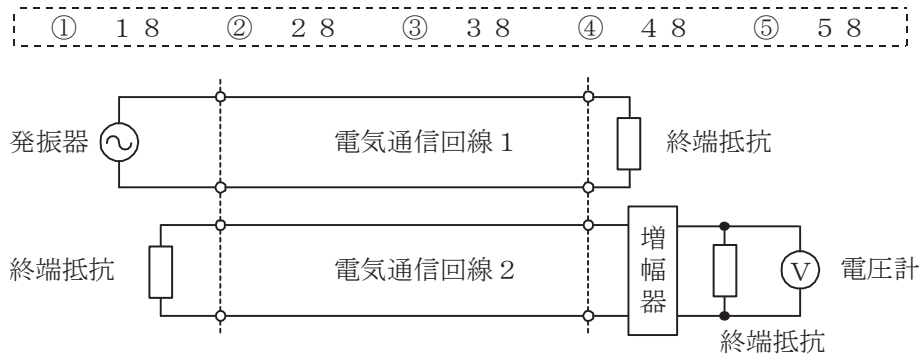 ① 18 ② 28 ③ 38 ④ 48 ⑤ 58
発振器
電気通信回線1
終端抵抗
終端抵抗
電気通信回線2
増幅器
V
電圧計
終端抵抗